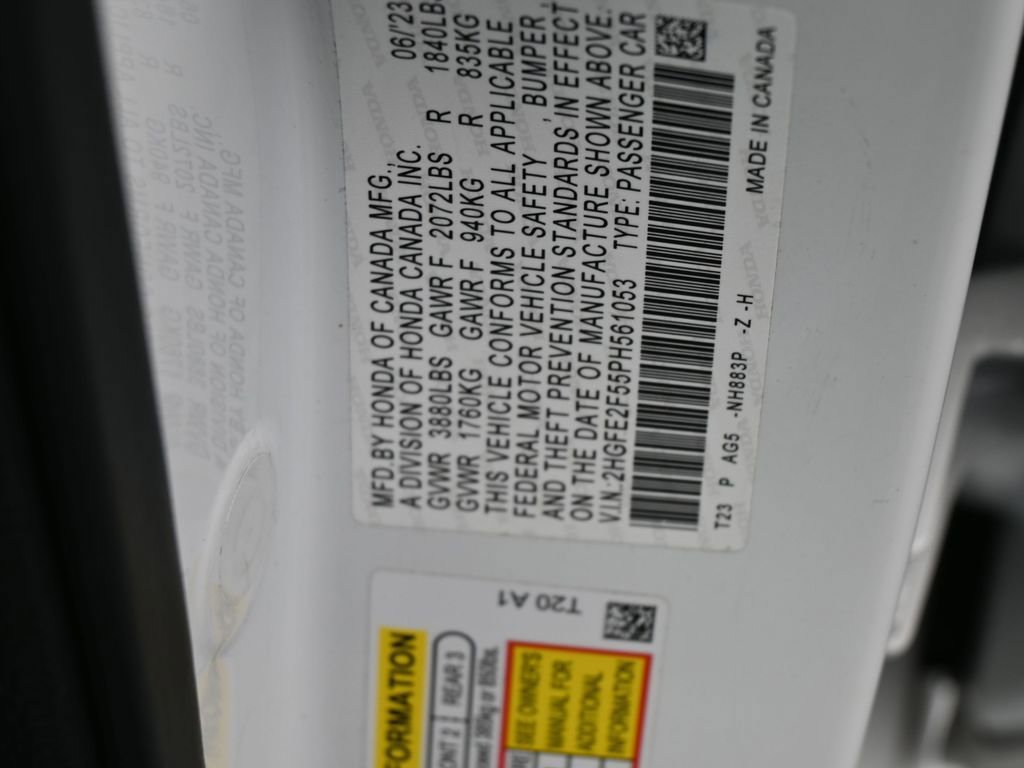 MFD.BY HONDA OF CANADA MFG., 06/23
A DIVISION OF HONDA CANADA INC.
GVWR 3880LBS GAWR F 2072LBS R 1840LBS
GVWR 1760KG GAWR F 940KG R 835KG
THIS VEHICLE CONFORMS TO ALL APPLICABLE
FEDERAL MOTOR VEHICLE SAFETY , BUMPER ,
AND THEFT PREVENTION STANDARDS IN EFFECT
ON THE DATE OF MANUFACTURE SHOWN ABOVE.
V.I.N.:2HGFE2F55PH561053 TYPE: PASSENGER CAR
T23 P AG5 -NH883P -Z -H
MADE IN CANADA
T20 A1
REAR 3
SEE OWNER'S
MANUAL FOR
ADDITIONAL
INFORMATION